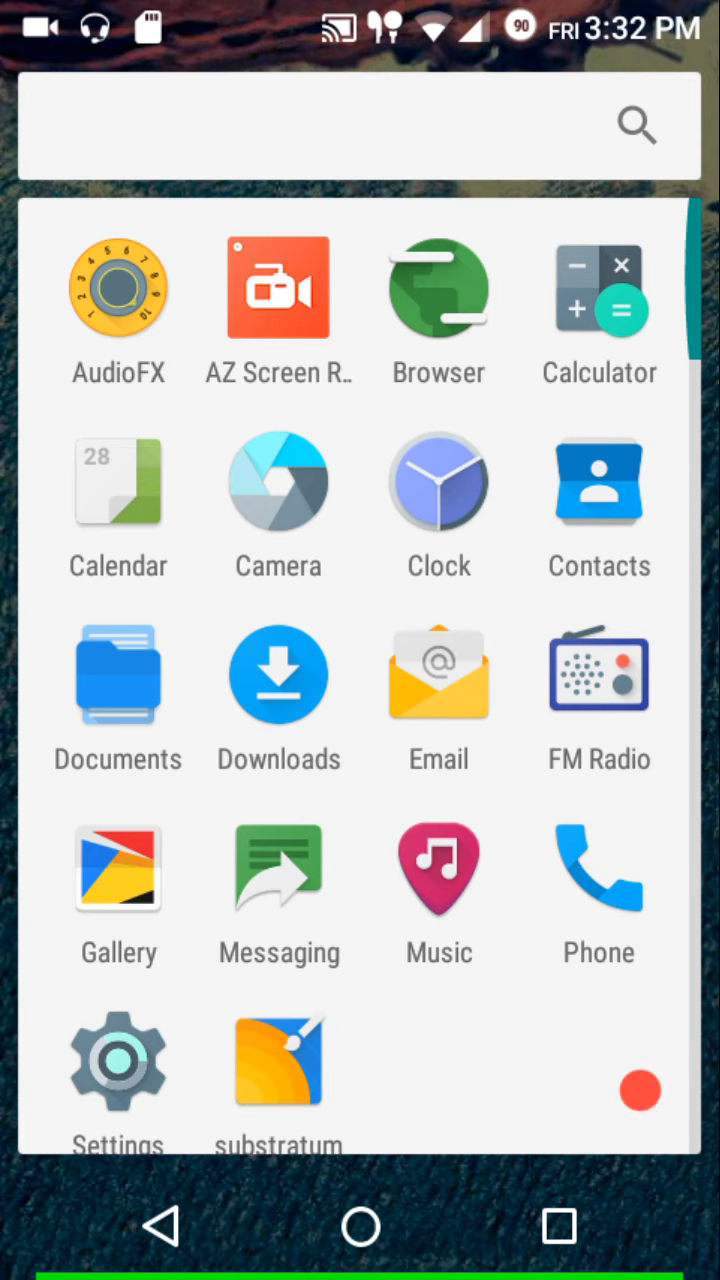 90 FRI 3:32 PM
AudioFX AZ Screen R.. Browser Calculator
28
Calendar Camera Clock Contacts
@
Documents Downloads Email FM Radio
Gallery Messaging Music Phone
Settings substratum